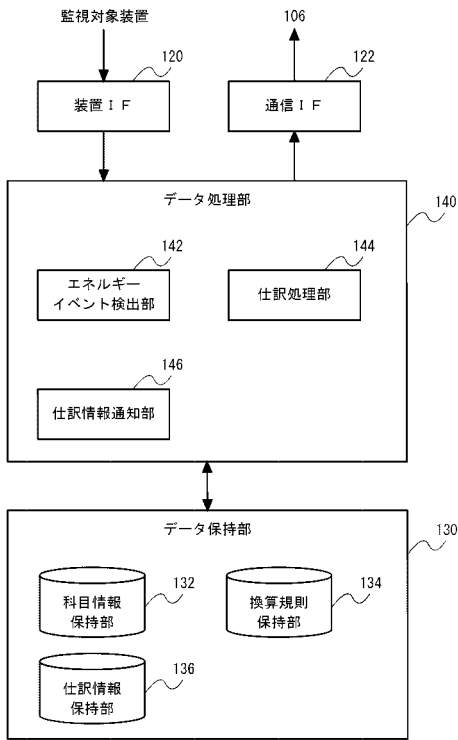 監視対象装置
106
120
装置ＩＦ
122
通信ＩＦ
データ処理部
140
142
エネルギー
イベント検出部
144
仕訳処理部
146
仕訳情報通知部
データ保持部
130
132
科目情報
保持部
134
換算規則
保持部
136
仕訳情報
保持部